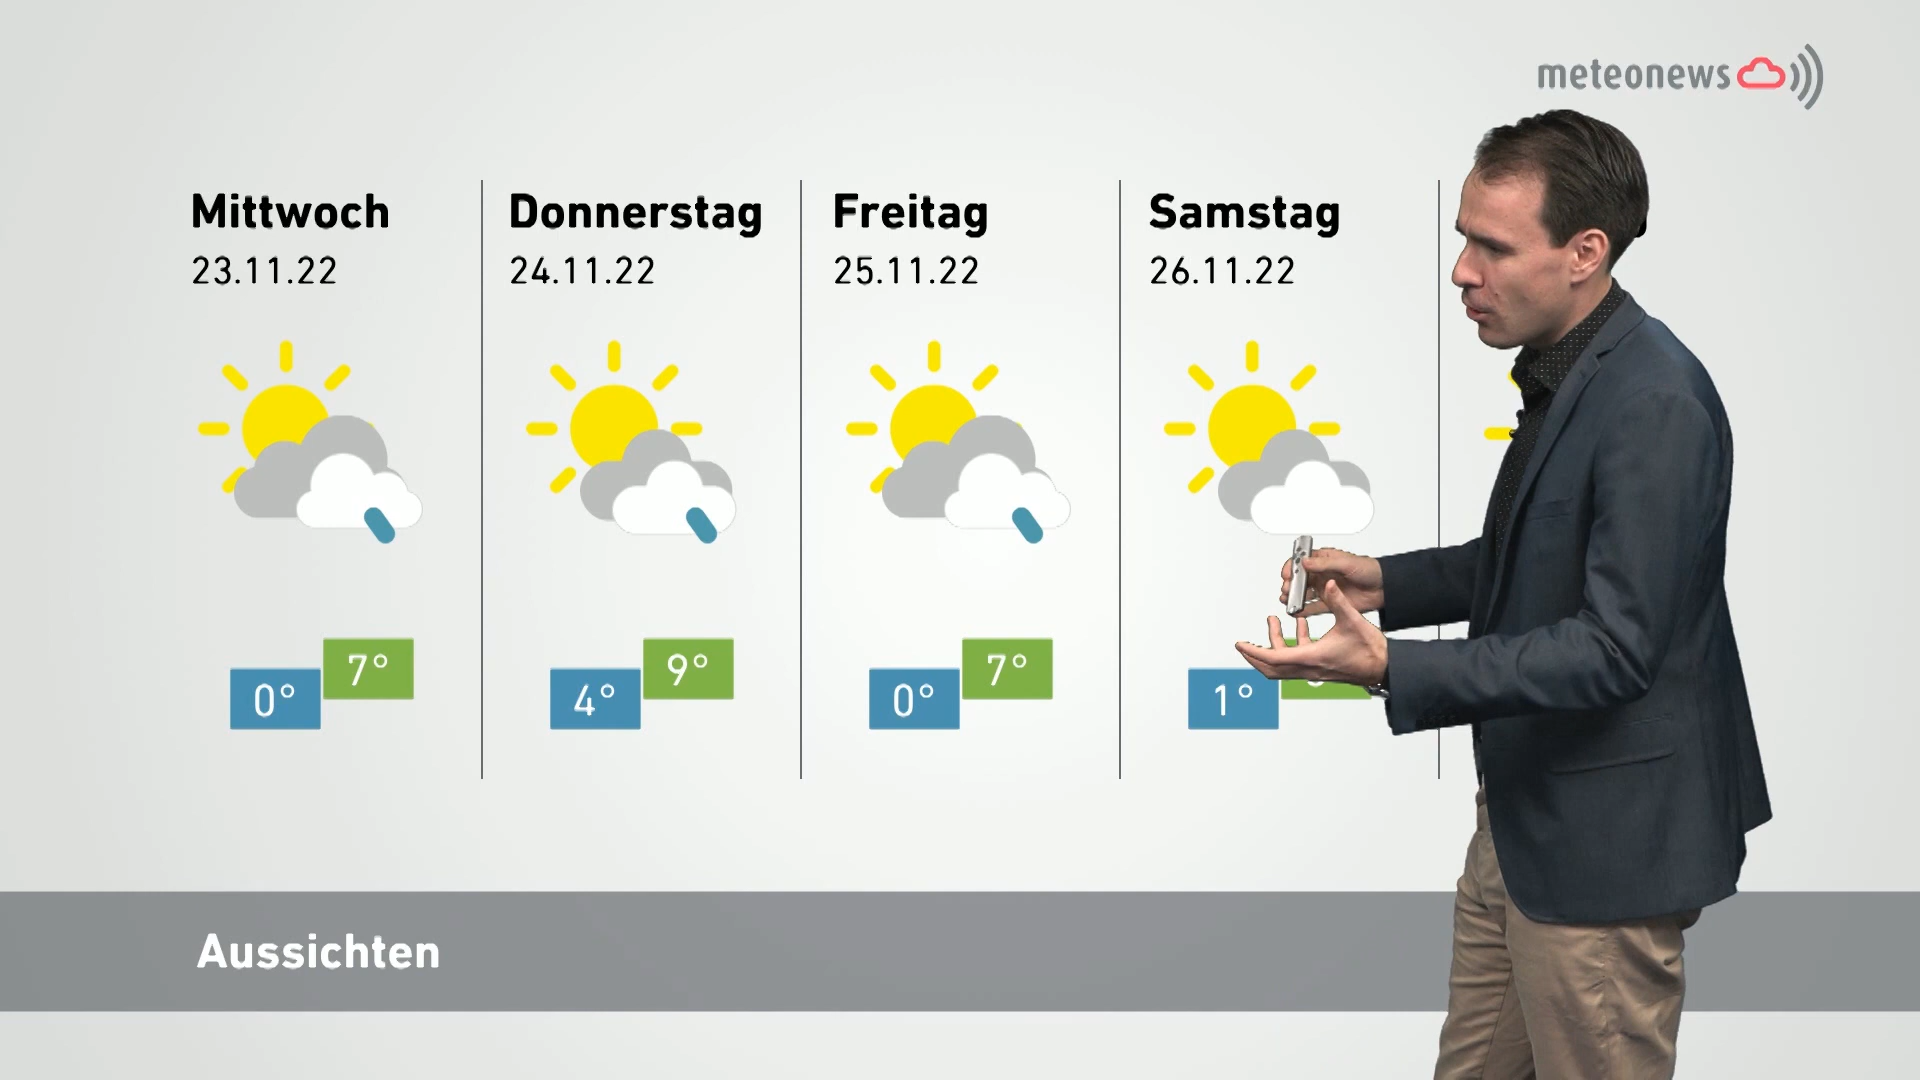 meteonews
Mittwoch
23.11.22
Donnerstag
24.11.22
Freitag
25.11.22
Samstag
26.11.22
0° 7°
4° 9°
0° 7°
1°
Aussichten